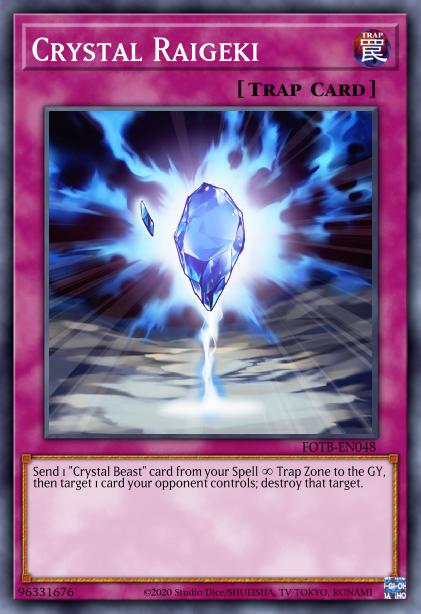 Crystal Raigeki
TRAP
罠
[Trap Card]
FOTB-EN048
Send 1 "Crystal Beast" card from your Spell ∞ Trap Zone to the GY,
then target 1 card your opponent controls; destroy that target.
96331676
©2020 Studio Dice/SHUEISHA, TV TOKYO, KONAMI